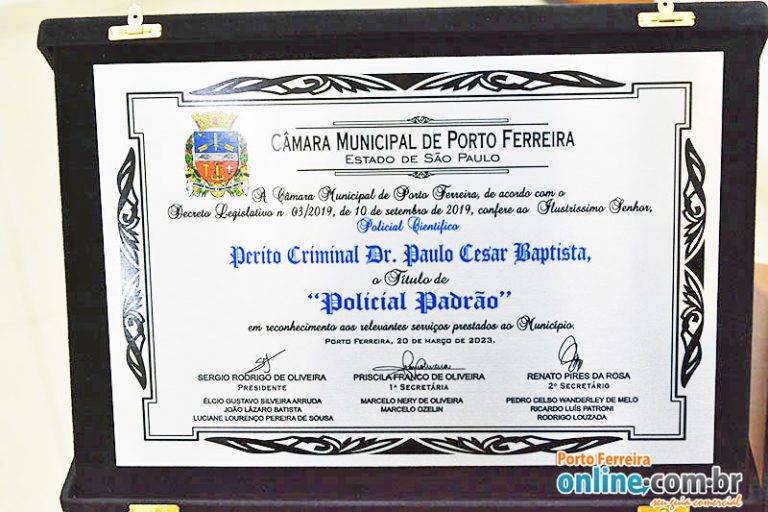 CÂMARA MUNICIPAL DE PORTO FERREIRA
ESTADO DE SÃO PAULO
A Câmara Municipal de Porto Ferreira, de acordo com o
Decreto Legislativo n 03/2019, de 10 de setembro de 2019, confere ao Ilustríssimo Senhor,
Policial Científico
Perito Criminal Dr. Paulo Cesar Baptista,
o Título de
“Policial Padrão”
em reconhecimento aos relevantes serviços prestados ao Município.
PORTO FERREIRA, 20 DE MARÇO DE 2023.
SERGIO RODRIGO DE OLIVEIRA PRISCILA FRANCO DE OLIVEIRA RENATO PIRES DA ROSA
PRESIDENTE 1ª SECRETÁRIA 2º SECRETÁRIO
ÉLCIO GUSTAVO SILVEIRA ARRUDA MARCELO NERY DE OLIVEIRA PEDRO CELSO WANDERLEY DE MELO
JOÃO LÁZARO BATISTA MARCELO OZELIN RICARDO LUÍS PATRONI
LUCIANE LOURENÇO PEREIRA DE SOUSA RODRIGO LOUZADA
Porto Ferreira
online.com.br
seu guia comercial